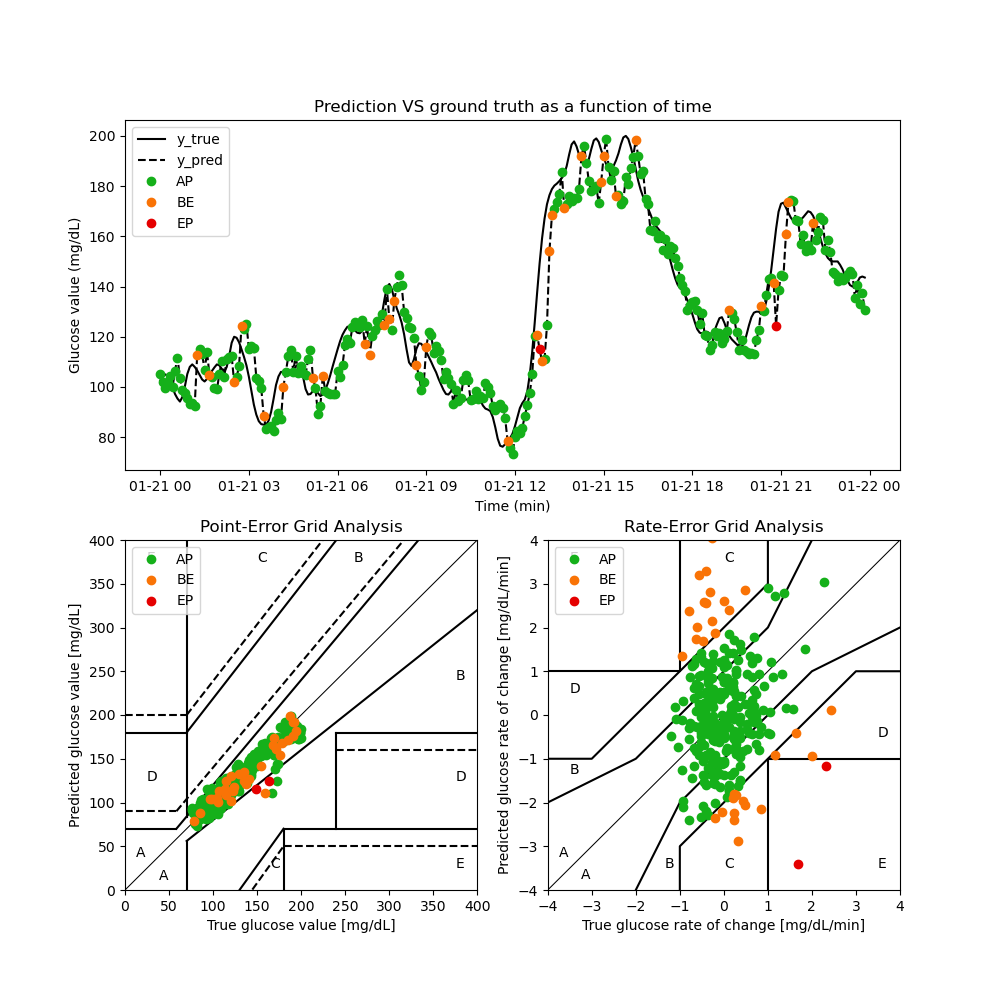 Prediction VS ground truth as a function of time
Glucose value (mg/dL)
200
180
160
140
120
100
80
y_true
y_pred
AP
BE
EP
01-21 00 01-21 03 01-21 06 01-21 09 01-21 12 01-21 15 01-21 18 01-21 21 01-22 00
Time (min)
Point-Error Grid Analysis
Predicted glucose value [mg/dL]
400
350
300
250
200
150
100
50
0
AP
BE
EP
C
B
B
D
D
A
A
C
E
0 50 100 150 200 250 300 350 400
True glucose value [mg/dL]
Rate-Error Grid Analysis
Predicted glucose rate of change [mg/dL/min]
4
3
2
1
0
−1
−2
−3
−4
AP
BE
EP
C
D
D
B
A
A
B
C
E
−4 −3 −2 −1 0 1 2 3 4
True glucose rate of change [mg/dL/min]